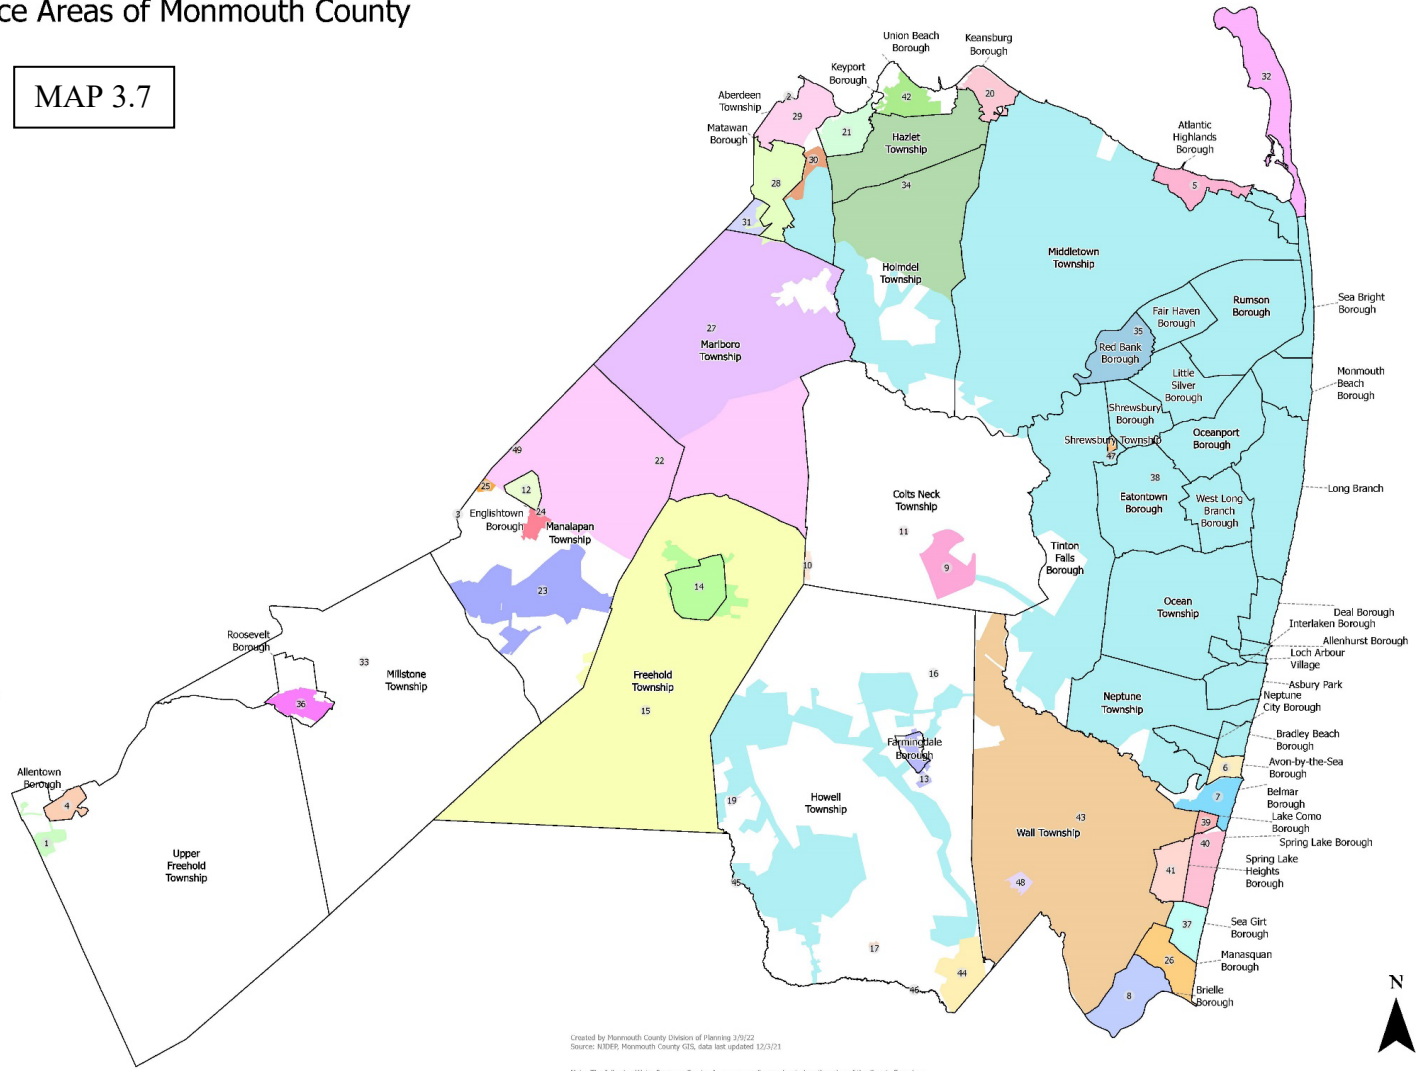 ce Areas of Monmouth County
MAP 3.7
Union Beach
Borough
Keansburg
Borough
Keyport
Borough
Aberdeen
Township
Matawan
Borough
Atlantic
Highlands
Borough
Hazlet
Township
Middletown
Township
Holmdel
Township
Marlboro
Township
Fair Haven
Borough
Rumson
Borough
Sea Bright
Borough
Red Bank
Borough
Little
Silver
Borough
Monmouth
Beach
Borough
Shrewsbury
Borough
Shrewsbury Township
Oceanport
Borough
Colts Neck
Township
Eatontown
Borough
West Long
Branch
Borough
Long Branch
Englishtown
Borough
Manalapan
Township
Tinton
Falls
Borough
Ocean
Township
Deal Borough
Interlaken Borough
Allenhurst Borough
Loch Arbour
Village
Roosevelt
Borough
Millstone
Township
Freehold
Township
Neptune
Township
Asbury Park
Neptune
City Borough
Bradley Beach
Borough
Farmingdale
Borough
Avon-by-the-Sea
Borough
Allentown
Borough
Howell
Township
Wall Township
Belmar
Borough
Lake Como
Borough
Spring Lake Borough
Spring Lake
Heights
Borough
Upper
Freehold
Township
Sea Girt
Borough
Manasquan
Borough
Brielle
Borough
32
2
29
42
20
21
30
28
34
5
31
27
35
49
22
47
38
25
12
24
3
11
9
10
14
23
33
36
15
16
13
19
4
1
45
17
46
44
43
48
6
7
39
40
41
37
26
8
N
Created by Monmouth County Division of Planning 3/9/22
Source: NJDEP, Monmouth County GIS, data last updated 12/3/21